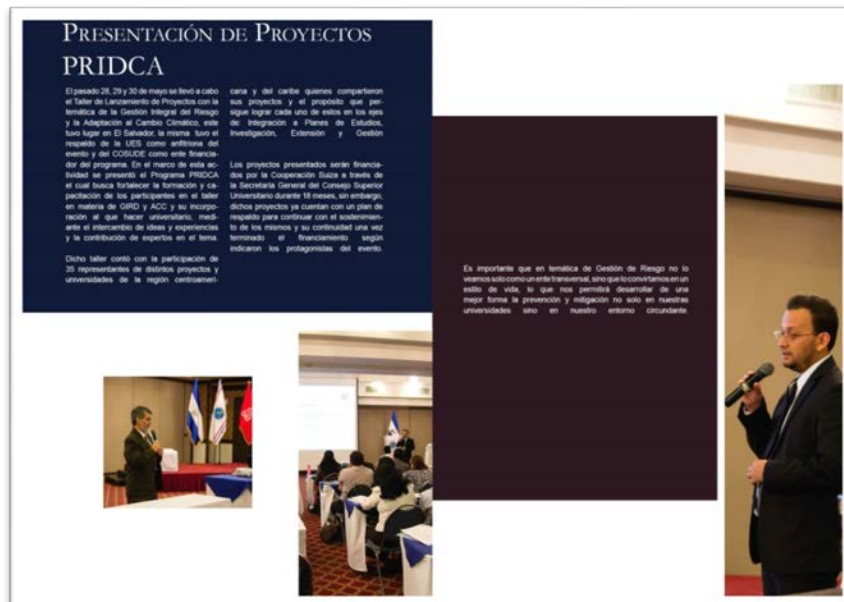 PRESENTACIÓN DE PROYECTOS
PRIDCA
El pasado 28, 29 y 30 de mayo se llevó a cabo
el Taller de Lanzamiento de Proyectos con la
temática de la Gestión Integral del Riesgo
y la Adaptación al Cambio Climático, este
tuvo lugar en El Salvador, la misma tuvo el
respaldo de la UES como anfitriona del
evento y del COSUDE como ente financia-
dor del programa. En el marco de esta ac-
tividad se presentó el Programa PRIDCA
el cual busca fortalecer la formación y ca-
pacitación de los participantes en el taller
en materia de GIRD y ACC y su incorpo-
ración al que hacer universitario, medi-
ante el intercambio de ideas y experiencias
y la contribución de expertos en el tema.
Dicho taller contó con la participación de
35 representantes de distintos proyectos y
universidades de la región centroameri-
cana y del caribe quienes compartieron
sus proyectos y el propósito que per-
sigue lograr cada uno de estos en los ejes
de: Integración a Planes de Estudios,
Investigación, Extensión y Gestión
Los proyectos presentados serán financia-
dos por la Cooperación Suiza a través de
la Secretaria General del Consejo Superior
Universitario durante 18 meses, sin embargo,
dichos proyectos ya cuentan con un plan de
respaldo para continuar con el sostenimien-
to de los mismos y su continuidad una vez
terminado el financiamiento según
indicaron los protagonistas del evento.
Es importante que en temática de Gestión de Riesgo no lo
veamos solo como un ente transversal, sino que lo convirtamos en un
estilo de vida, lo que nos permitirá desarrollar de una
mejor forma la prevención y mitigación no solo en nuestras
universidades sino en nuestro entorno circundante.